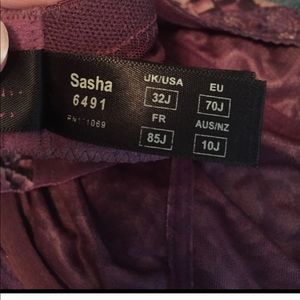 Sasha
6491
UK/USA
32J
EU
70J
FR
85J
AUS/NZ
10J